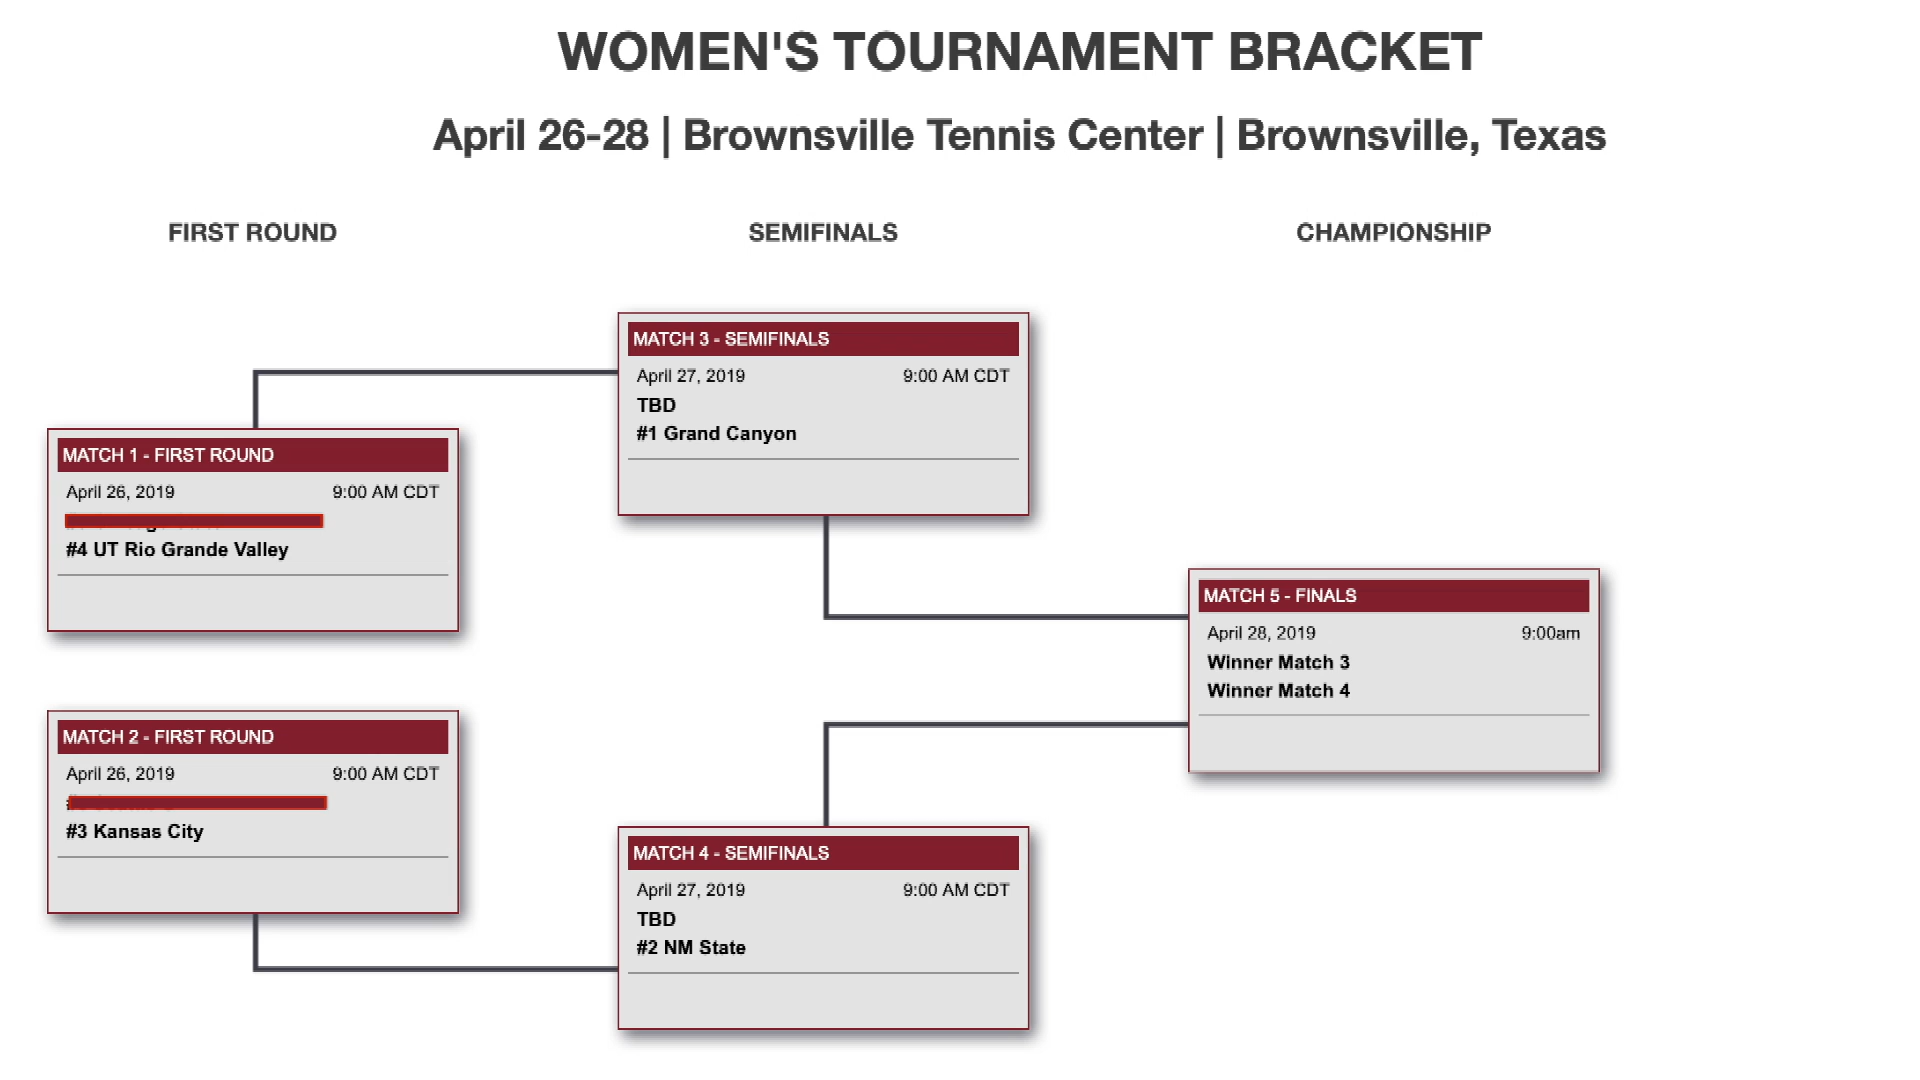 WOMEN'S TOURNAMENT BRACKET
April 26-28 | Brownsville Tennis Center | Brownsville, Texas
FIRST ROUND
SEMIFINALS
CHAMPIONSHIP
MATCH 1 - FIRST ROUND
April 26, 2019 9:00 AM CDT
#4 UT Rio Grande Valley
MATCH 2 - FIRST ROUND
April 26, 2019 9:00 AM CDT
#3 Kansas City
MATCH 3 - SEMIFINALS
April 27, 2019 9:00 AM CDT
TBD
#1 Grand Canyon
MATCH 4 - SEMIFINALS
April 27, 2019 9:00 AM CDT
TBD
#2 NM State
MATCH 5 - FINALS
April 28, 2019 9:00am
Winner Match 3
Winner Match 4